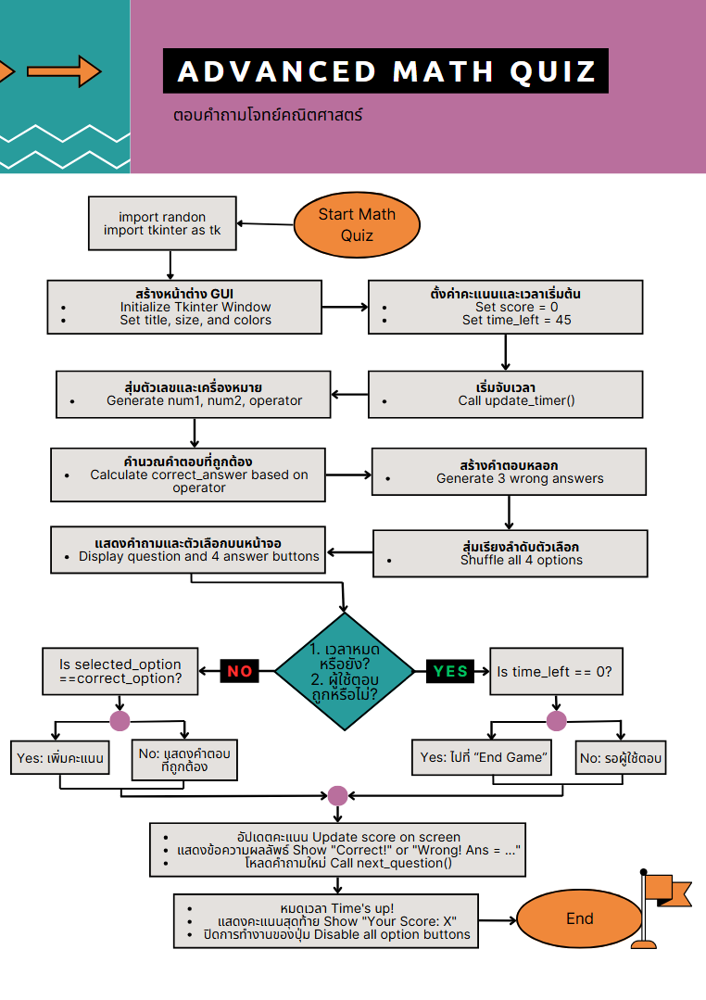 ADVANCED MATH QUIZ
ตอบคำถามโจทย์คณิตศาสตร์
Start Math
Quiz
import randon
import tkinter as tk
สร้างหน้าต่าง GUI
• Initialize Tkinter Window
• Set title, size, and colors
ตั้งค่าคะแนนและเวลาเริ่มต้น
• Set score = 0
• Set time_left = 45
เริ่มจับเวลา
• Call update_timer()
สุ่มตัวเลขและเครื่องหมาย
• Generate num1, num2, operator
คำนวณคำตอบที่ถูกต้อง
• Calculate correct_answer based on
operator
สร้างคำตอบหลอก
• Generate 3 wrong answers
สุ่มเรียงลำดับตัวเลือก
• Shuffle all 4 options
แสดงคำถามและตัวเลือกบนหน้าจอ
• Display question and 4 answer buttons
1. เวลาหมด
หรือยัง?
2. ผู้ใช้ตอบ
ถูกหรือไม่?
NO
YES
Is selected_option
==correct_option?
Is time_left == 0?
Yes: เพิ่มคะแนน
No: แสดงคำตอบ
ที่ถูกต้อง
Yes: ไปที่ “End Game”
No: รอผู้ใช้ตอบ
• อัปเดตคะแนน Update score on screen
• แสดงข้อความผลลัพธ์ Show "Correct!" or "Wrong! Ans = ..."
• โหลดคำถามใหม่ Call next_question()
• หมดเวลา Time's up!
• แสดงคะแนนสุดท้าย Show "Your Score: X"
• ปิดการทำงานของปุ่ม Disable all option buttons
End